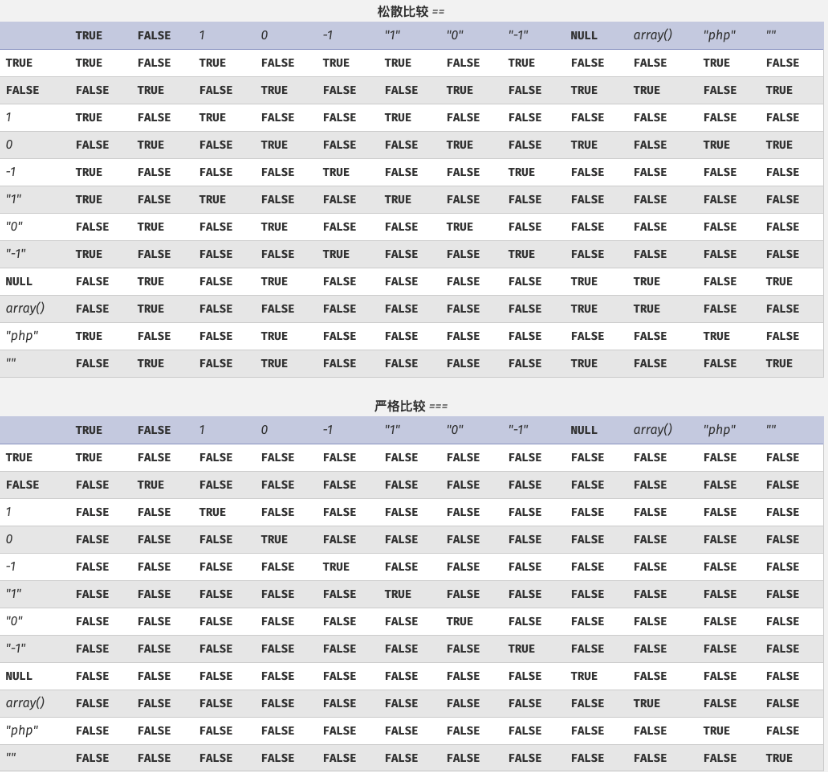 松散比较 ==
TRUE FALSE 1 0 -1 "1" "0" "-1" NULL array() "php" ""
TRUE TRUE FALSE TRUE FALSE TRUE TRUE FALSE TRUE FALSE FALSE TRUE FALSE
FALSE FALSE TRUE FALSE TRUE FALSE FALSE TRUE FALSE TRUE TRUE FALSE TRUE
1 TRUE FALSE TRUE FALSE FALSE TRUE FALSE FALSE FALSE FALSE FALSE FALSE
0 FALSE TRUE FALSE TRUE FALSE FALSE TRUE FALSE TRUE FALSE TRUE TRUE
-1 TRUE FALSE FALSE FALSE TRUE FALSE FALSE TRUE FALSE FALSE FALSE FALSE
"1" TRUE FALSE TRUE FALSE FALSE TRUE FALSE FALSE FALSE FALSE FALSE FALSE
"0" FALSE TRUE FALSE TRUE FALSE FALSE TRUE FALSE FALSE FALSE FALSE FALSE
"-1" TRUE FALSE FALSE FALSE TRUE FALSE FALSE TRUE FALSE FALSE FALSE FALSE
NULL FALSE TRUE FALSE TRUE FALSE FALSE FALSE FALSE TRUE TRUE FALSE TRUE
array() FALSE TRUE FALSE FALSE FALSE FALSE FALSE FALSE TRUE TRUE FALSE FALSE
"php" TRUE FALSE FALSE TRUE FALSE FALSE FALSE FALSE FALSE FALSE TRUE FALSE
"" FALSE TRUE FALSE TRUE FALSE FALSE FALSE FALSE TRUE FALSE FALSE TRUE
严格比较 ===
TRUE FALSE 1 0 -1 "1" "0" "-1" NULL array() "php" ""
TRUE TRUE FALSE FALSE FALSE FALSE FALSE FALSE FALSE FALSE FALSE FALSE FALSE
FALSE FALSE TRUE FALSE FALSE FALSE FALSE FALSE FALSE FALSE FALSE FALSE FALSE
1 FALSE FALSE TRUE FALSE FALSE FALSE FALSE FALSE FALSE FALSE FALSE FALSE
0 FALSE FALSE FALSE TRUE FALSE FALSE FALSE FALSE FALSE FALSE FALSE FALSE
-1 FALSE FALSE FALSE FALSE TRUE FALSE FALSE FALSE FALSE FALSE FALSE FALSE
"1" FALSE FALSE FALSE FALSE FALSE TRUE FALSE FALSE FALSE FALSE FALSE FALSE
"0" FALSE FALSE FALSE FALSE FALSE FALSE TRUE FALSE FALSE FALSE FALSE FALSE
"-1" FALSE FALSE FALSE FALSE FALSE FALSE FALSE TRUE FALSE FALSE FALSE FALSE
NULL FALSE FALSE FALSE FALSE FALSE FALSE FALSE FALSE TRUE FALSE FALSE FALSE
array() FALSE FALSE FALSE FALSE FALSE FALSE FALSE FALSE FALSE TRUE FALSE FALSE
"php" FALSE FALSE FALSE FALSE FALSE FALSE FALSE FALSE FALSE FALSE TRUE FALSE
"" FALSE FALSE FALSE FALSE FALSE FALSE FALSE FALSE FALSE FALSE FALSE TRUE